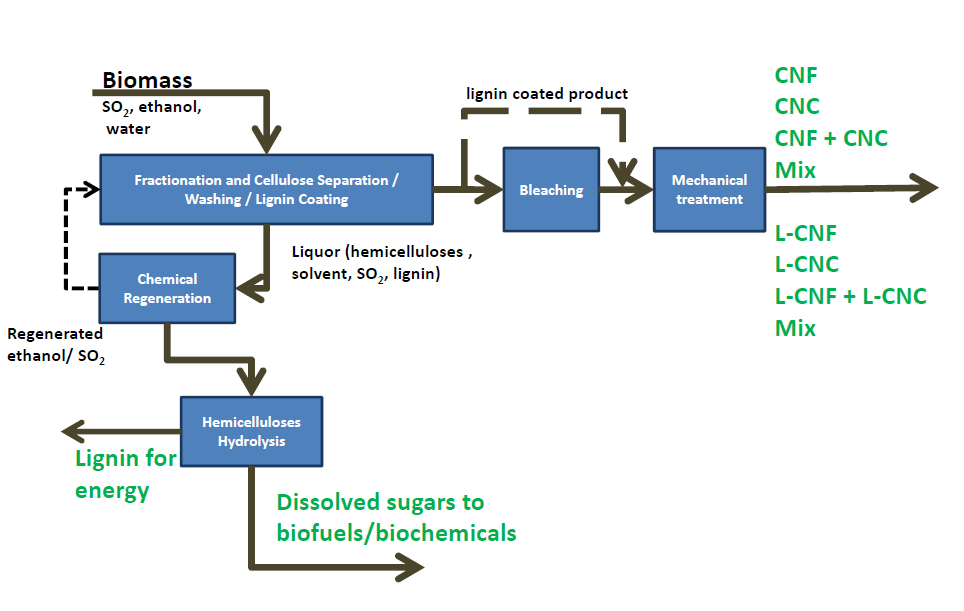 Biomass
SO2, ethanol,
water
lignin coated product
CNF
CNC
CNF + CNC
Mix
Fractionation and Cellulose Separation /
Washing / Lignin Coating
Bleaching
Mechanical
treatment
L-CNF
L-CNC
L-CNF + L-CNC
Mix
Liquor (hemicelluloses ,
solvent, SO2, lignin)
Chemical
Regeneration
Regenerated
ethanol/ SO2
Hemicelluloses
Hydrolysis
Lignin for
energy
Dissolved sugars to
biofuels/biochemicals